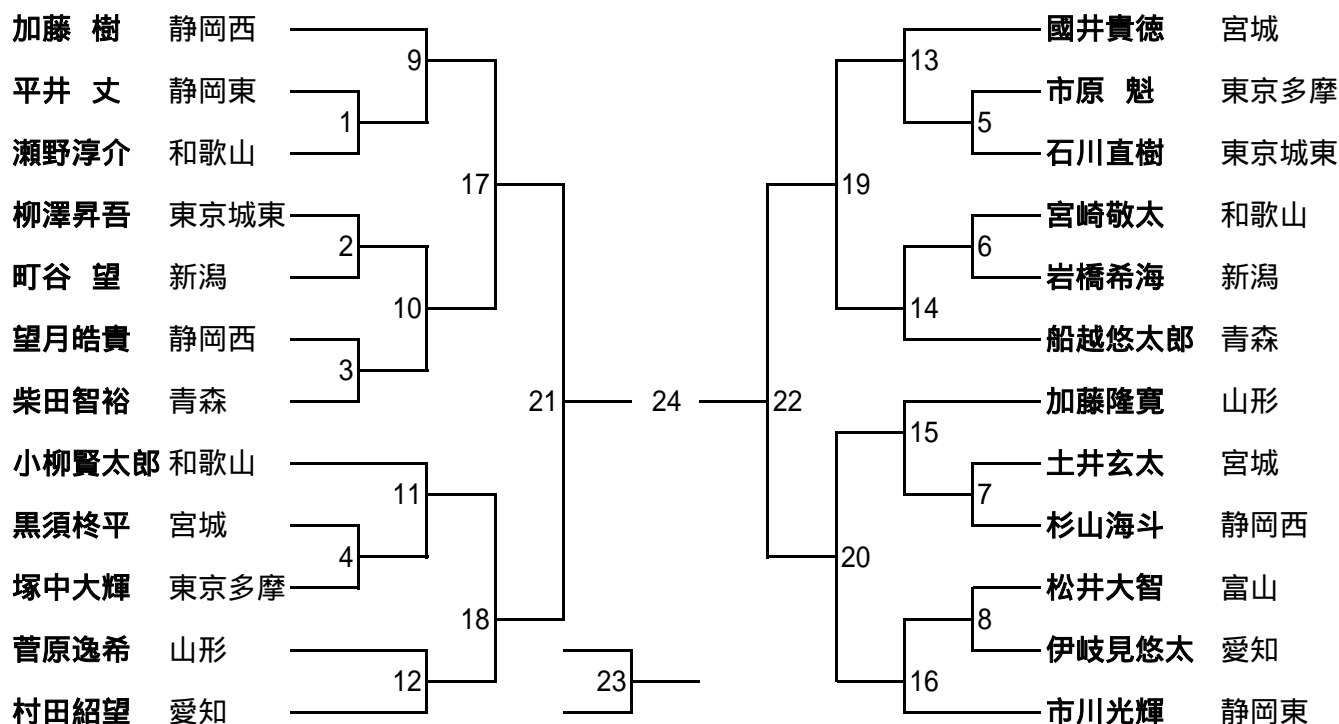 加藤 樹 静岡西
9
平井 丈 静岡東
1
瀬野淳介 和歌山
17
柳澤昇吾 東京城東
2
町谷 望 新潟
10
望月皓貴 静岡西
3
柴田智裕 青森
21
小柳賢太郎 和歌山
11
黒須柊平 宮城
4
塚中大輝 東京多摩
18
菅原逸希 山形
12
村田紹望 愛知
24
23
國井貴徳 宮城
13
市原 魁 東京多摩
5
石川直樹 東京城東
19
宮崎敬太 和歌山
6
岩橋希海 新潟
14
船越悠太郎 青森
22
加藤隆寛 山形
15
土井玄太 宮城
7
杉山海斗 静岡西
20
松井大智 富山
8
伊岐見悠太 愛知
16
市川光輝 静岡東